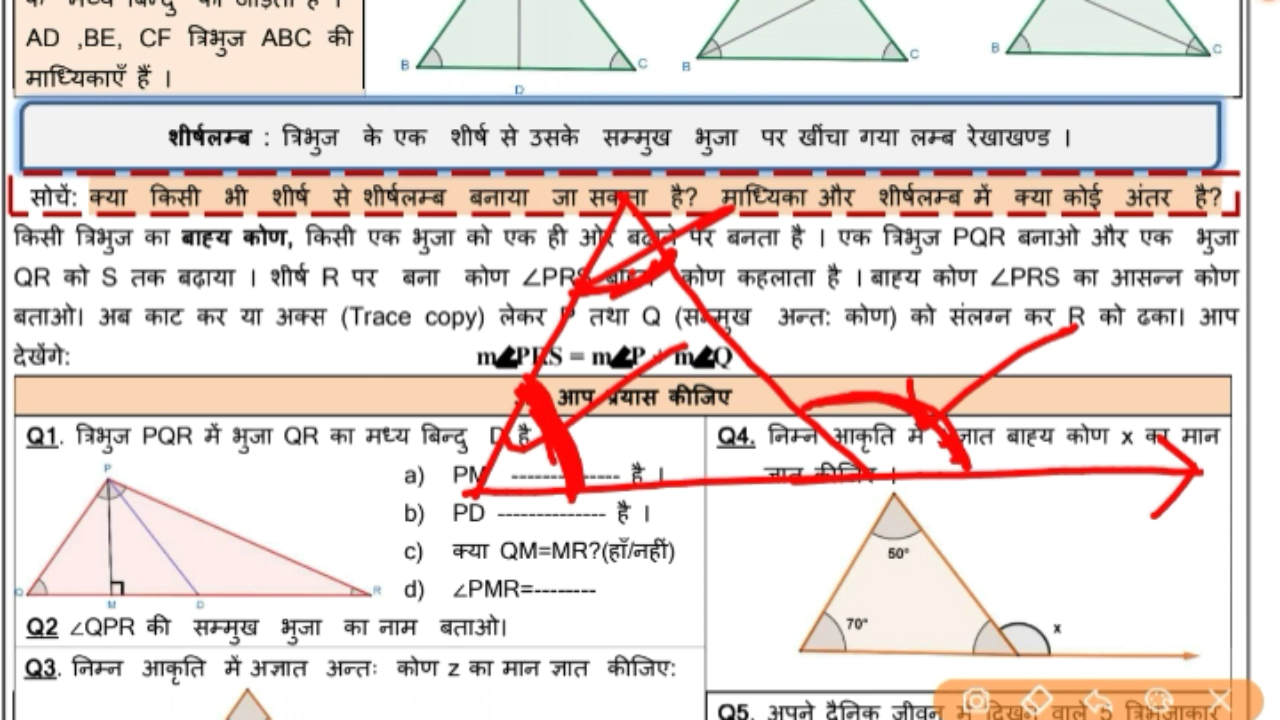 के मध्य बिन्दु को जोड़ता है ।
AD ,BE, CF त्रिभुज ABC की
माध्यिकाएँ हैं ।
B C B C B C
D
शीर्षलम्ब : त्रिभुज के एक शीर्ष से उसके सम्मुख भुजा पर खींचा गया लम्ब रेखाखण्ड ।
सोचें: क्या किसी भी शीर्ष से शीर्षलम्ब बनाया जा सकता है? माध्यिका और शीर्षलम्ब में क्या कोई अंतर है?
किसी त्रिभुज का बाह्य कोण, किसी एक भुजा को एक ही ओर बढ़ाने पर बनता है । एक त्रिभुज PQR बनाओ और एक भुजा
QR को S तक बढ़ाया । शीर्ष R पर बना कोण ∠PRS बाह्य कोण कहलाता है । बाह्य कोण ∠PRS का आसन्न कोण
बताओ। अब काट कर या अक्स (Trace copy) लेकर P तथा Q (सम्मुख अन्त: कोण) को संलग्न कर R को ढका। आप
देखेंगे: m∠PRS = m∠P + m∠Q
आप प्रयास कीजिए
Q1. त्रिभुज PQR में भुजा QR का मध्य बिन्दु D है
P
Q M D R
a) PM -------------- है ।
b) PD -------------- है ।
c) क्या QM=MR?(हाँ/नहीं)
d) ∠PMR=--------
Q2 ∠QPR की सम्मुख भुजा का नाम बताओ।
Q3. निम्न आकृति में अज्ञात अन्तः कोण z का मान ज्ञात कीजिए:
Q4. निम्न आकृति में अज्ञात बाह्य कोण x का मान
ज्ञात कीजिए ।
50°
70°
x
Q5. अपने दैनिक जीवन में दिखने वाले त्रिभुजाकार